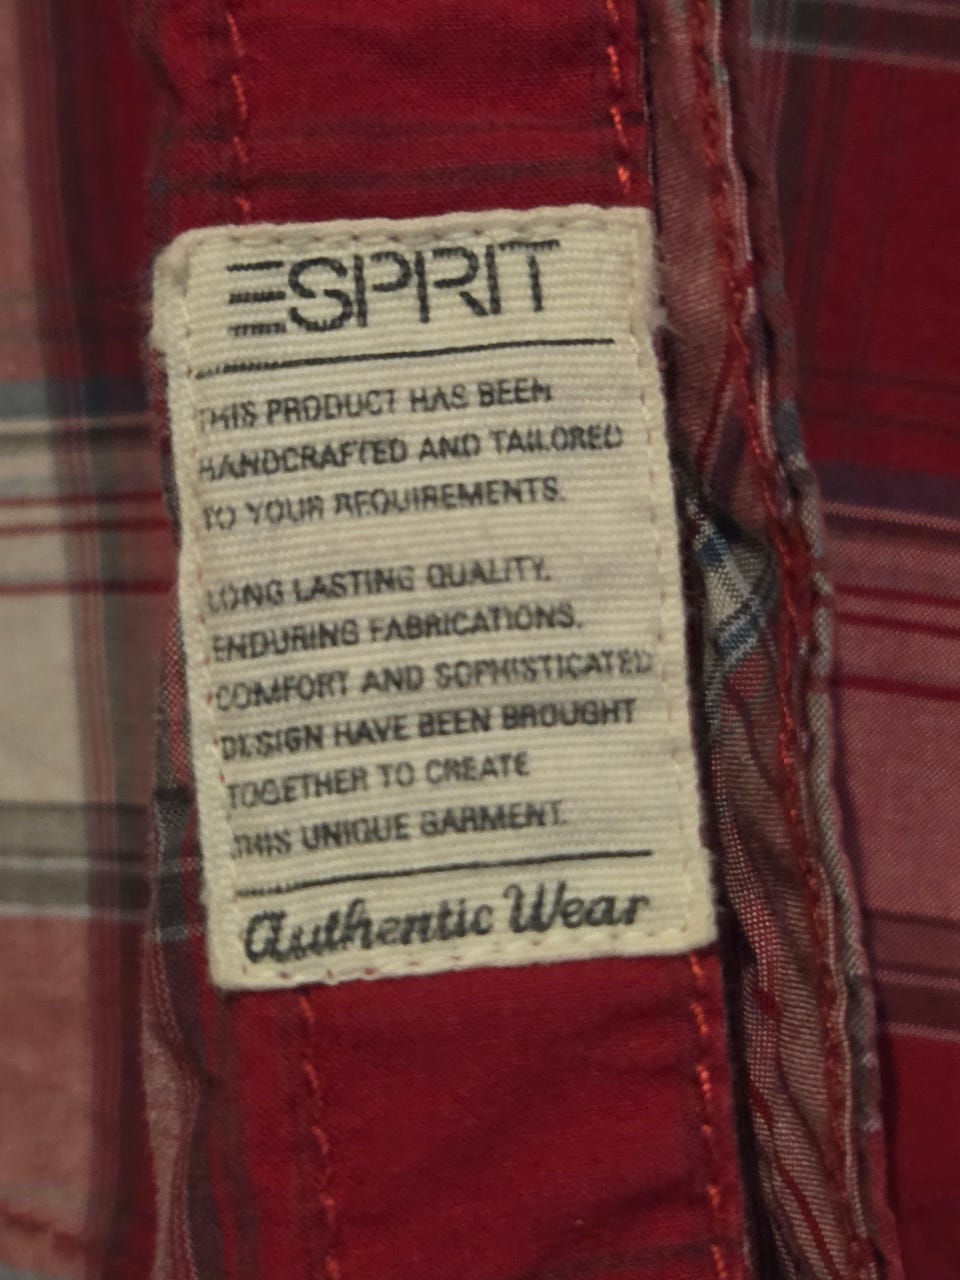 ESPRIT
THIS PRODUCT HAS BEEN
HANDCRAFTED AND TAILORED
TO YOUR REQUIREMENTS.
LONG LASTING QUALITY.
ENDURING FABRICATIONS.
COMFORT AND SOPHISTICATED
DESIGN HAVE BEEN BROUGHT
TOGETHER TO CREATE
THIS UNIQUE GARMENT.
Authentic Wear